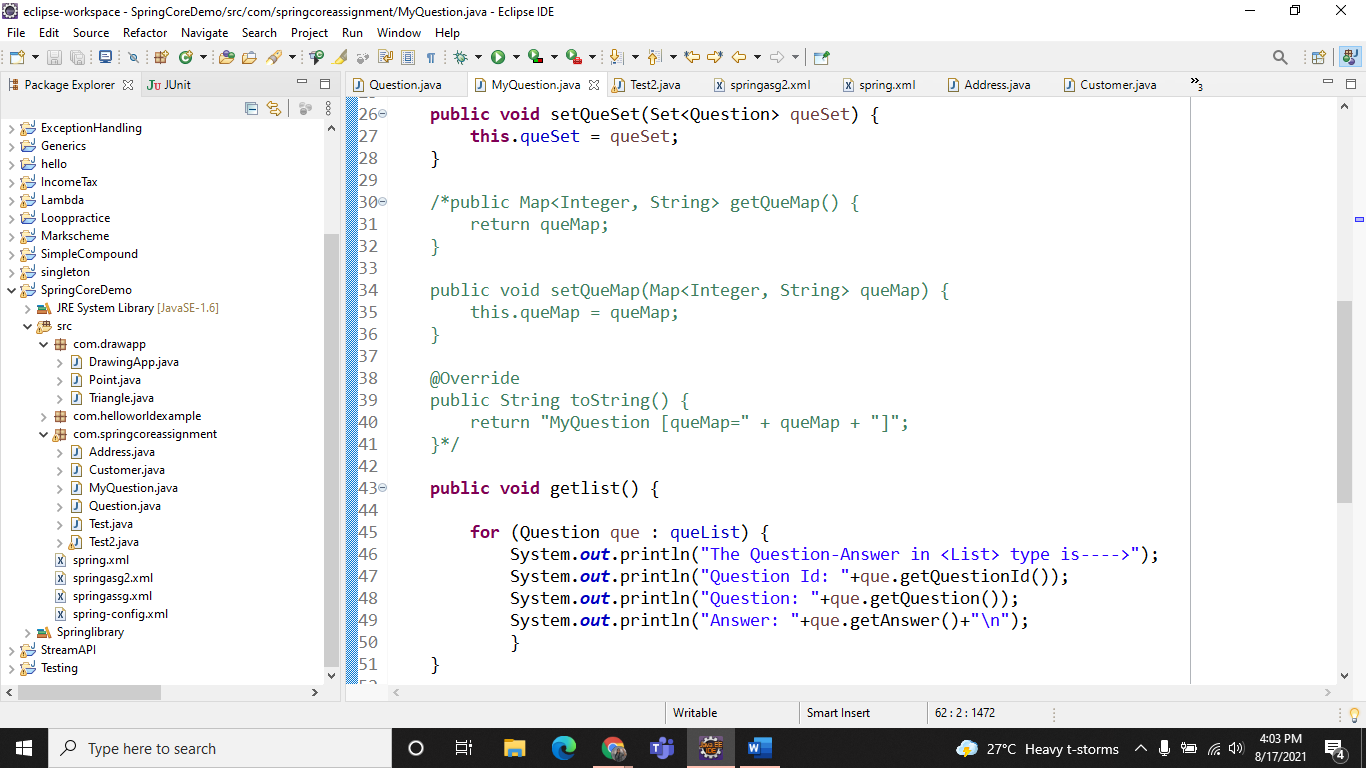 eclipse-workspace - SpringCoreDemo/src/com/springcoreassignment/MyQuestion.java - Eclipse IDE
File Edit Source Refactor Navigate Search Project Run Window Help
Package Explorer JUnit
ExceptionHandling
Generics
hello
IncomeTax
Lambda
Looppractice
Markscheme
SimpleCompound
singleton
SpringCoreDemo
JRE System Library [JavaSE-1.6]
src
com.drawapp
DrawingApp.java
Point.java
Triangle.java
com.helloworldexample
com.springcoreassignment
Address.java
Customer.java
MyQuestion.java
Question.java
Test.java
Test2.java
spring.xml
springasg2.xml
springassg.xml
spring-config.xml
Springlibrary
StreamAPI
Testing
Question.java MyQuestion.java Test2.java springasg2.xml spring.xml Address.java Customer.java »3
26 public void setQueSet(Set<Question> queSet) {
27 this.queSet = queSet;
28 }
29
30 /*public Map<Integer, String> getQueMap() {
31 return queMap;
32 }
33
34 public void setQueMap(Map<Integer, String> queMap) {
35 this.queMap = queMap;
36 }
37
38 @Override
39 public String toString() {
40 return "MyQuestion [queMap=" + queMap + "]";
41 }*/
42
43 public void getlist() {
44
45 for (Question que : queList) {
46 System.out.println("The Question-Answer in <List> type is---->");
47 System.out.println("Question Id: "+que.getQuestionId());
48 System.out.println("Question: "+que.getQuestion());
49 System.out.println("Answer: "+que.getAnswer()+"\n");
50 }
51 }
Writable Smart Insert 62 : 2 : 1472
Type here to search
27°C Heavy t-storms
4:03 PM
8/17/2021
4